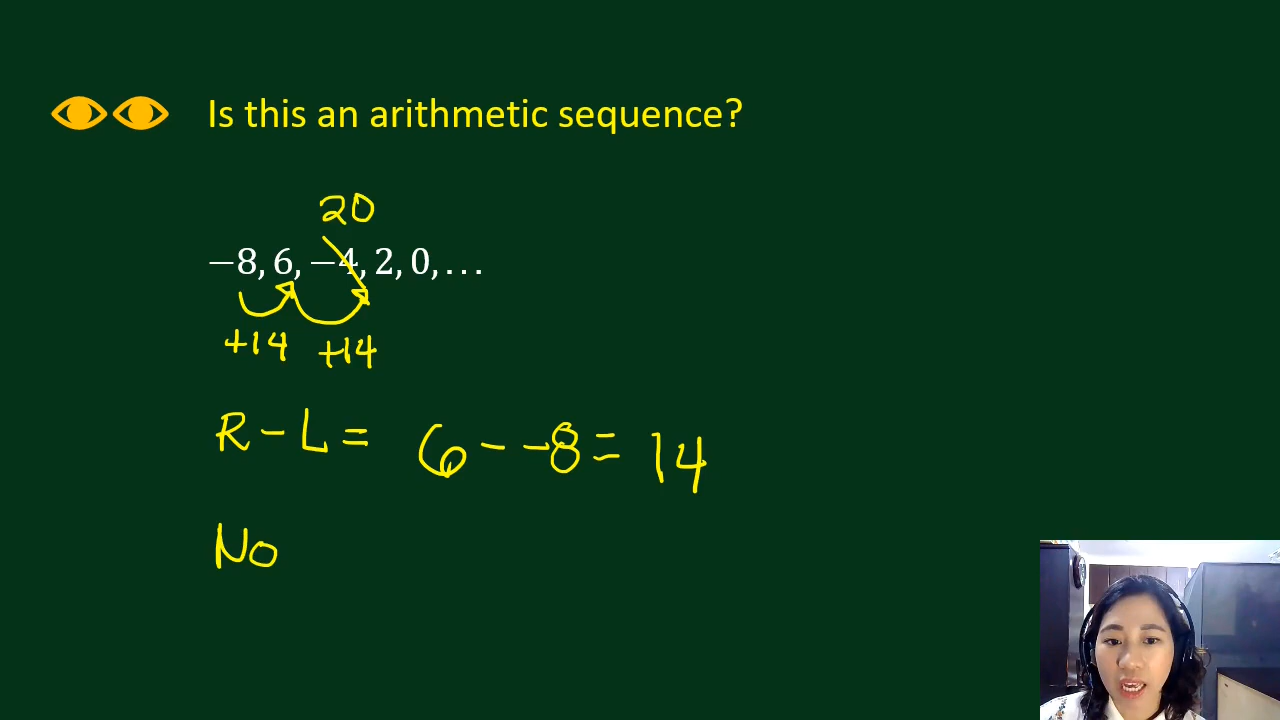 Is this an arithmetic sequence?
20
−8, 6, −4, 2, 0, …
+14 +14
R - L = 6 - -8 = 14
No